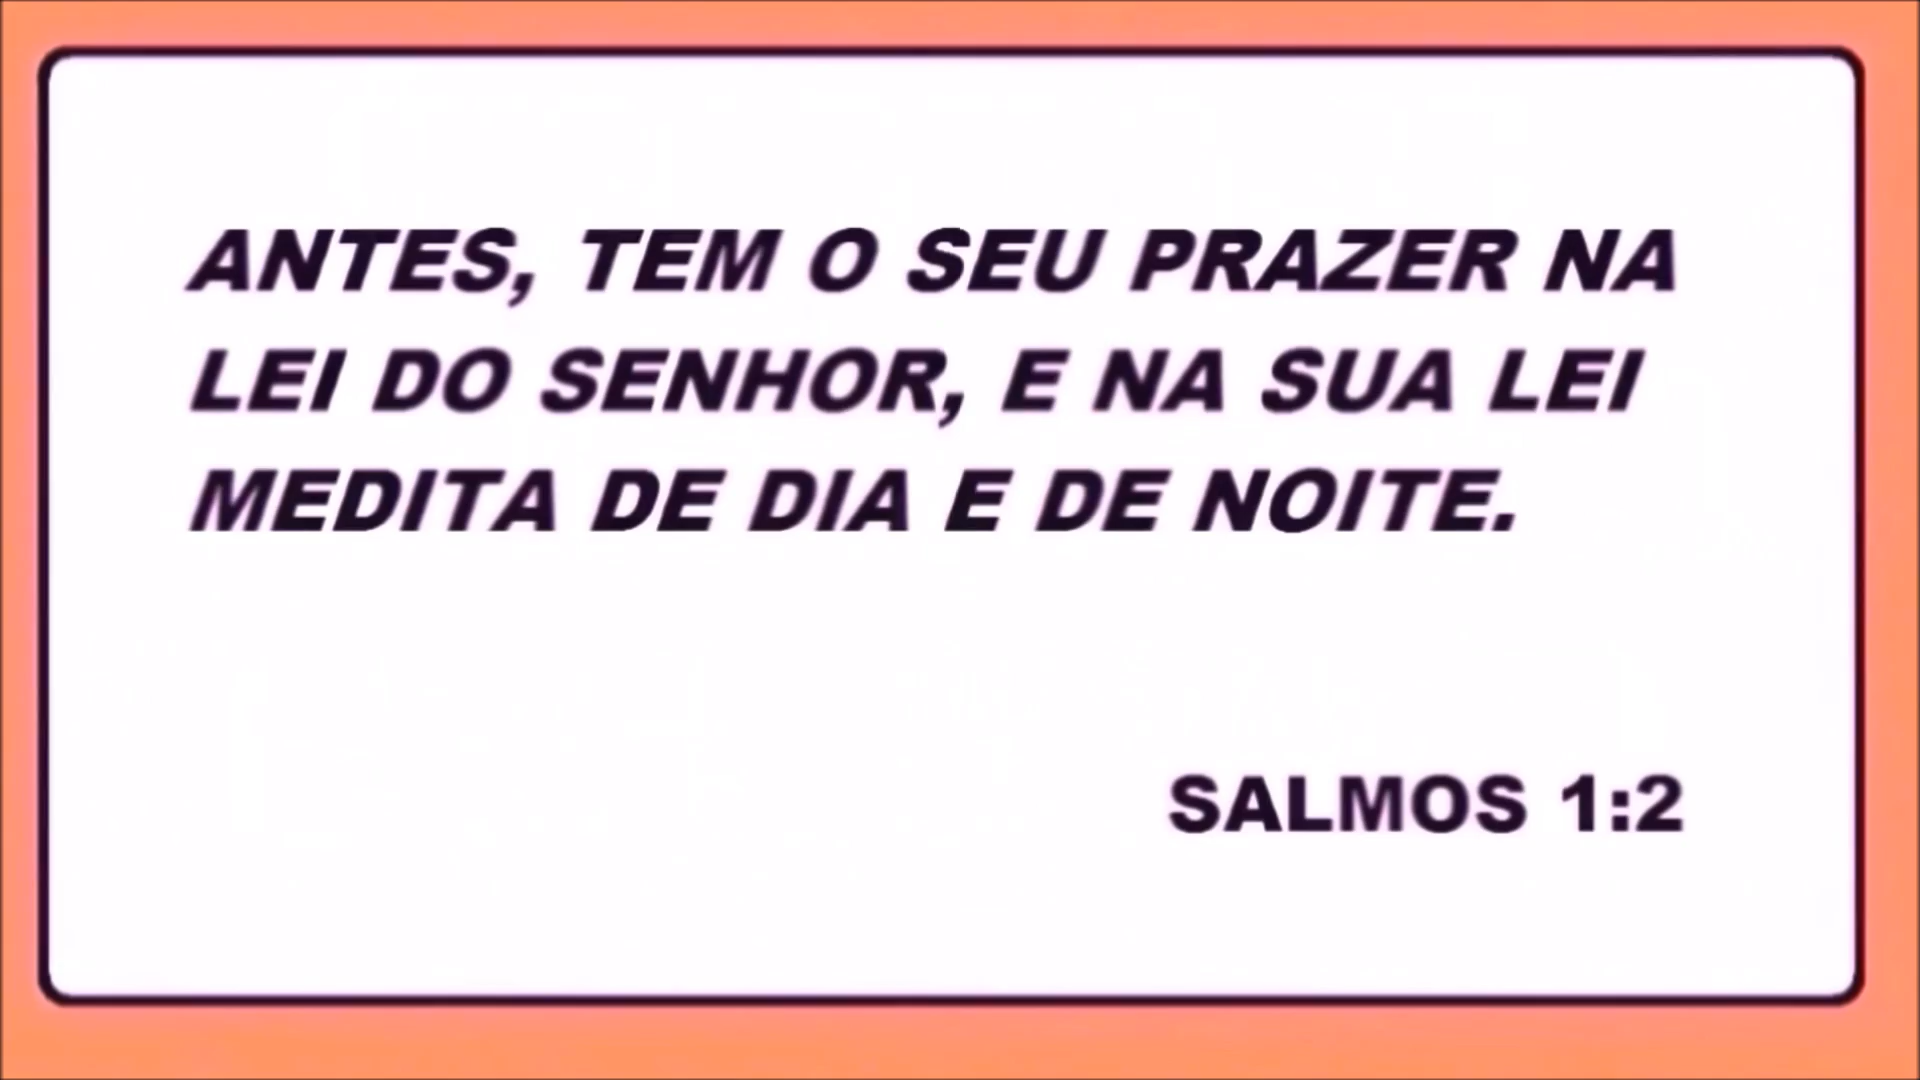 ANTES, TEM O SEU PRAZER NA
LEI DO SENHOR, E NA SUA LEI
MEDITA DE DIA E DE NOITE.
SALMOS 1:2